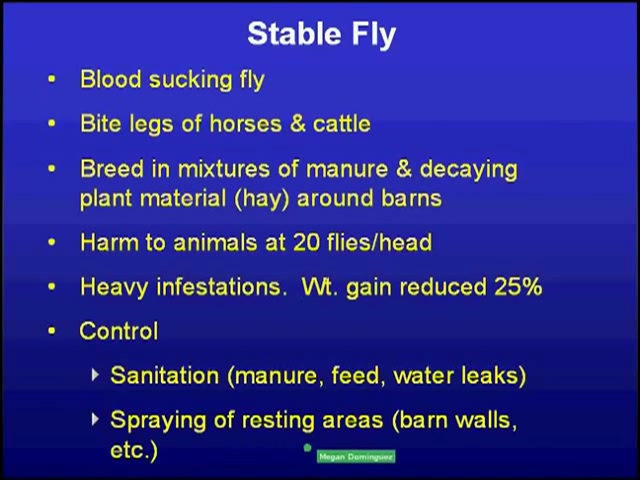 Stable Fly
• Blood sucking fly
• Bite legs of horses & cattle
• Breed in mixtures of manure & decaying
plant material (hay) around barns
• Harm to animals at 20 flies/head
• Heavy infestations.  Wt. gain reduced 25%
• Control
Sanitation (manure, feed, water leaks)
Spraying of resting areas (barn walls,
etc.)
Megan Dominguez